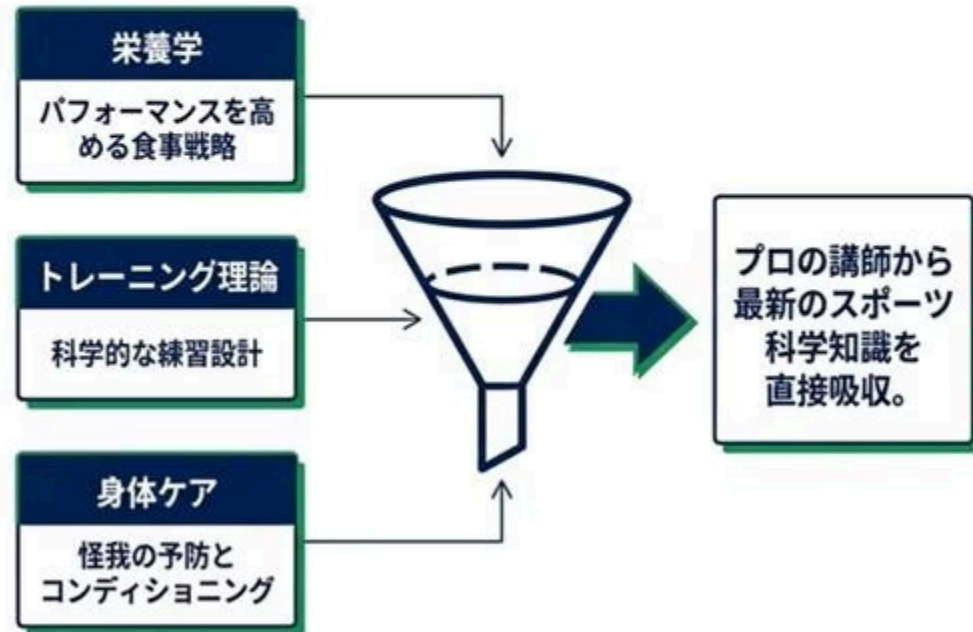 栄養学
パフォーマンスを高
める食事戦略
トレーニング理論
科学的な練習設計
身体ケア
怪我の予防と
コンディショニング
プロの講師から
最新のスポーツ
科学知識を
直接吸収。